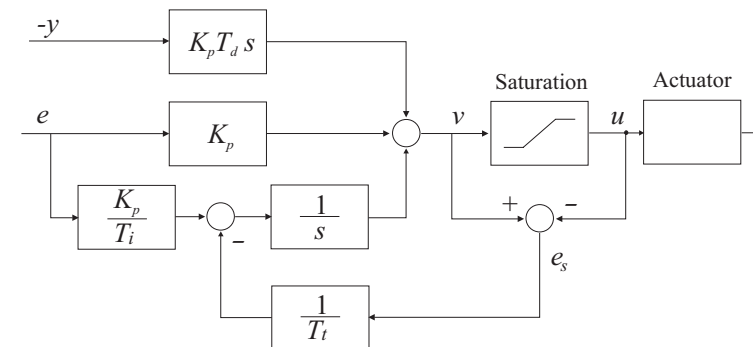 -y
K_p T_d s
Saturation
Actuator
e
K_p
v
u
K_p
T_i
1
s
+
−
−
e_s
1
T_t